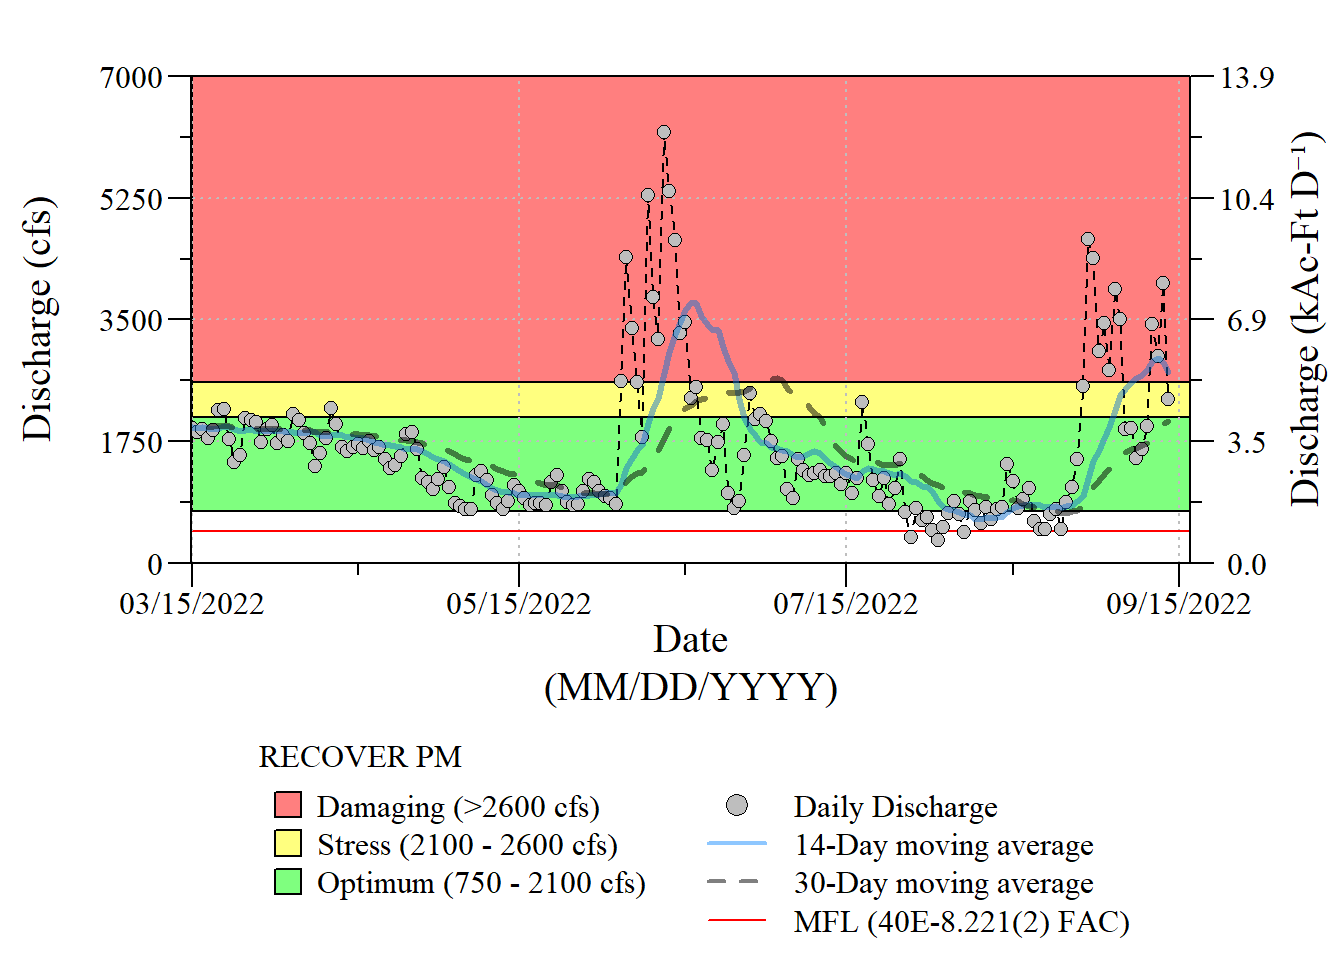 7000
5250
3500
1750
0
Discharge (cfs)
13.9
10.4
6.9
3.5
0.0
Discharge (kAc-Ft D⁻¹)
03/15/2022 05/15/2022 07/15/2022 09/15/2022
Date
(MM/DD/YYYY)
RECOVER PM
Damaging (>2600 cfs)
Stress (2100 - 2600 cfs)
Optimum (750 - 2100 cfs)
Daily Discharge
14-Day moving average
30-Day moving average
MFL (40E-8.221(2) FAC)